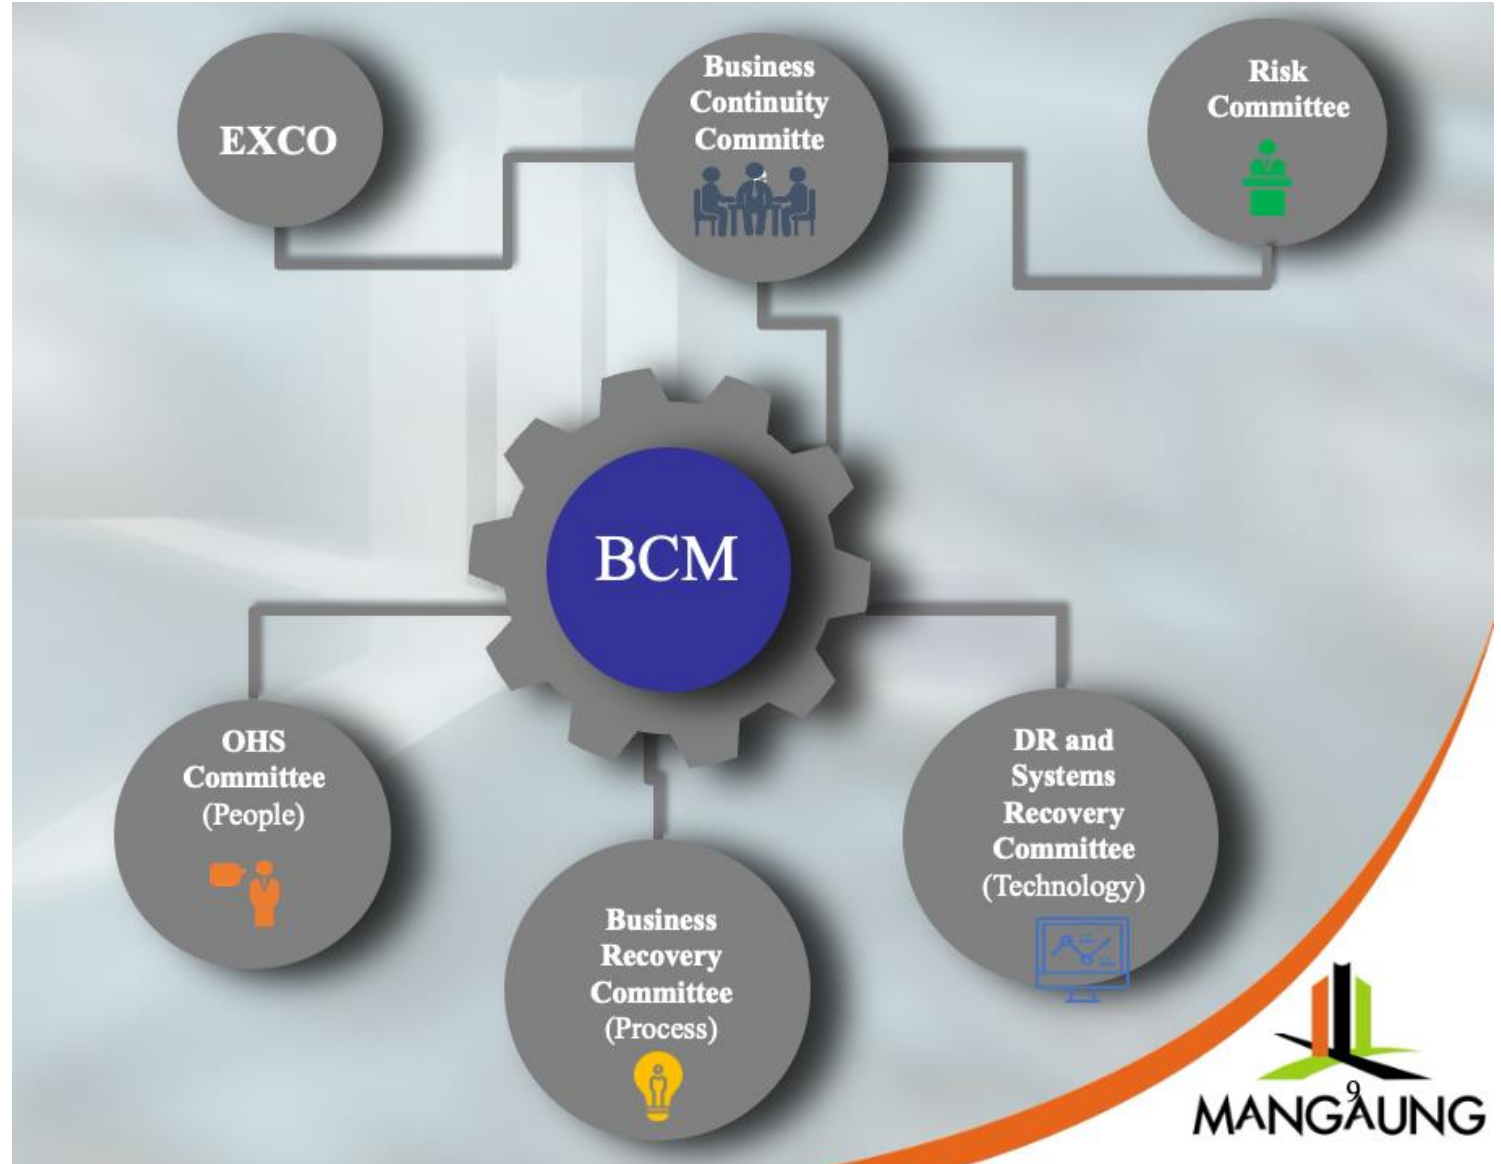 EXCO
Business
Continuity
Committe
Risk
Committee
BCM
OHS
Committee
(People)
Business
Recovery
Committee
(Process)
DR and
Systems
Recovery
Committee
(Technology)
9
MANGAUNG